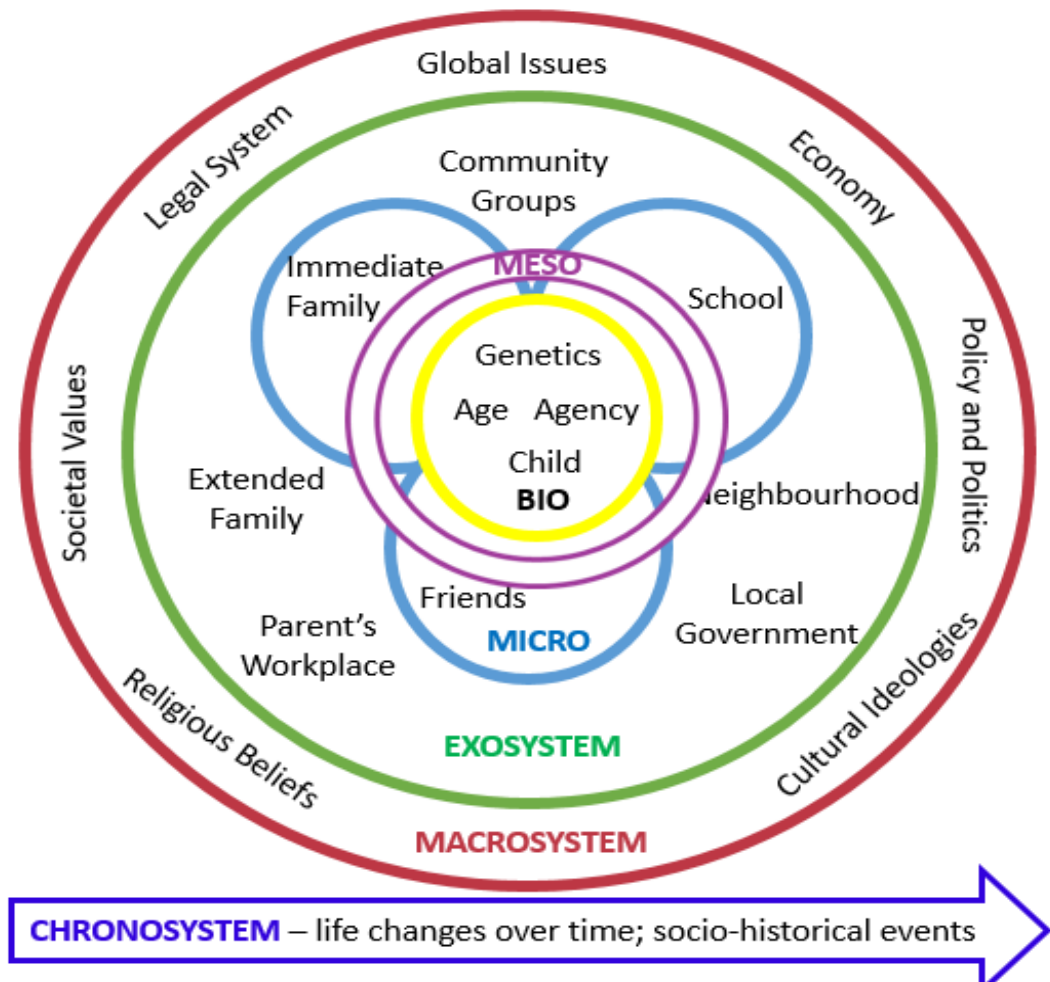 Global Issues
Legal System
Economy
Community
Groups
MESO
Immediate
Family
School
Genetics
Age Agency
Child
BIO
Societal Values
Policy and Politics
Extended
Family
Neighbourhood
Friends
Local
Government
Parent's
Workplace
MICRO
Religious Beliefs
Cultural Ideologies
EXOSYSTEM
MACROSYSTEM
CHRONOSYSTEM – life changes over time; socio-historical events